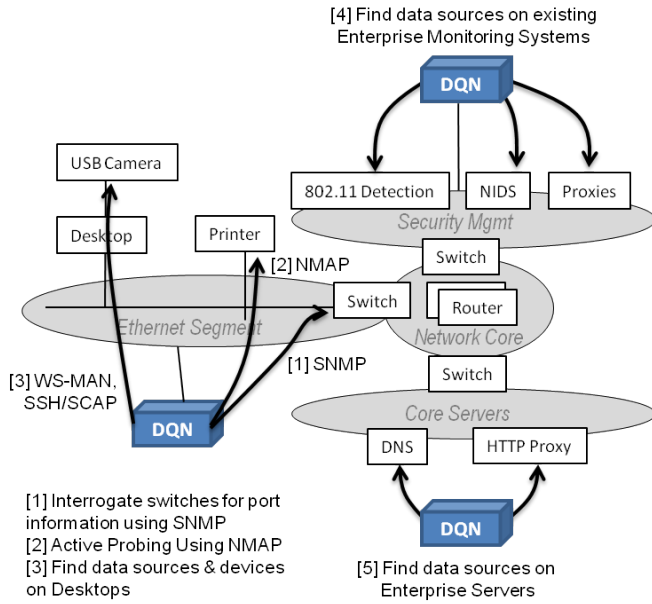 [4] Find data sources on existing
Enterprise Monitoring Systems
DQN
USB Camera
802.11 Detection
NIDS
Proxies
Security Mgmt
Desktop
Printer
[2] NMAP
Switch
Switch
Router
Network Core
Ethernet Segment
[1] SNMP
Switch
[3] WS-MAN,
SSH/SCAP
Core Servers
DQN
DNS
HTTP Proxy
[1] Interrogate switches for port
information using SNMP
[2] Active Probing Using NMAP
[3] Find data sources & devices
on Desktops
DQN
[5] Find data sources on
Enterprise Servers